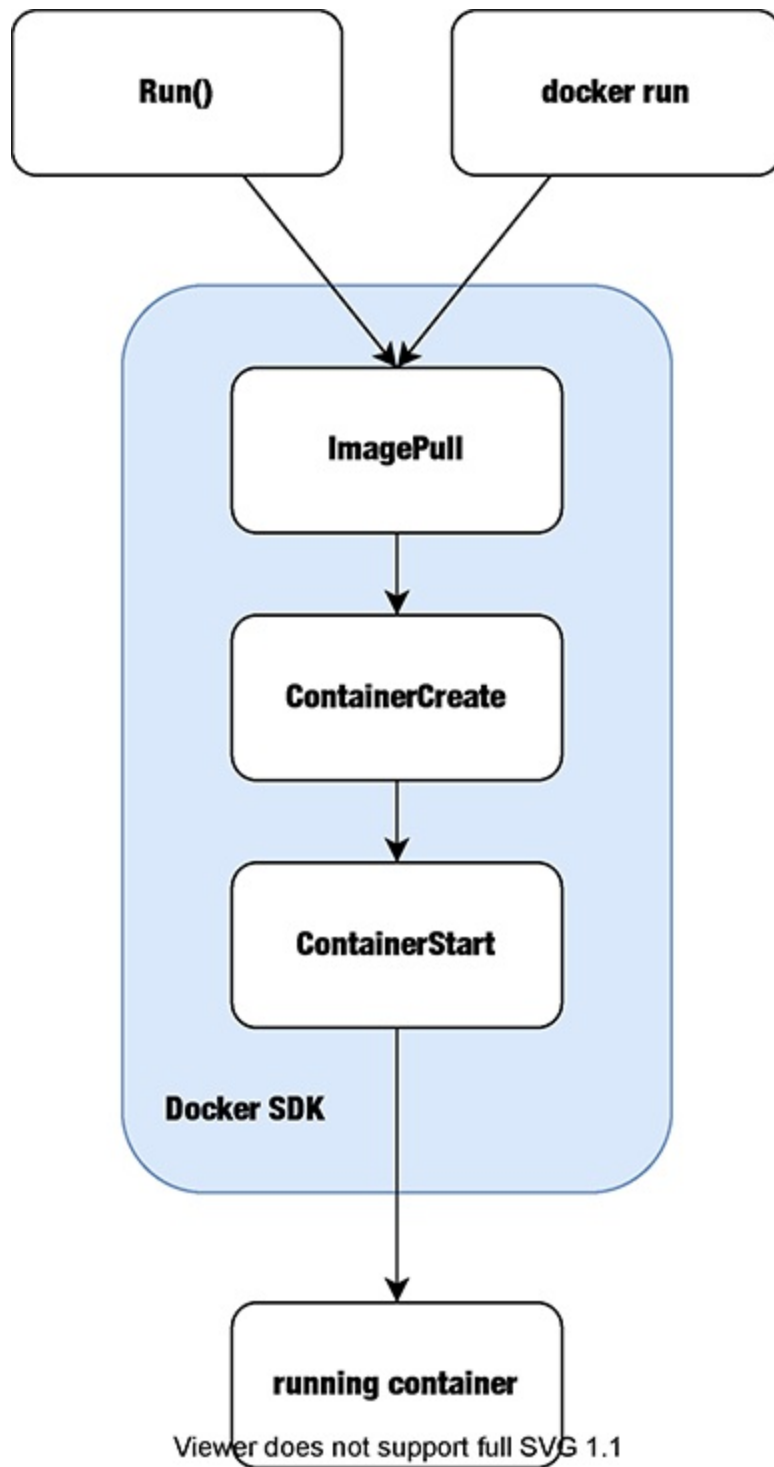 Run()
docker run
ImagePull
ContainerCreate
ContainerStart
Docker SDK
running container
Viewer does not support full SVG 1.1